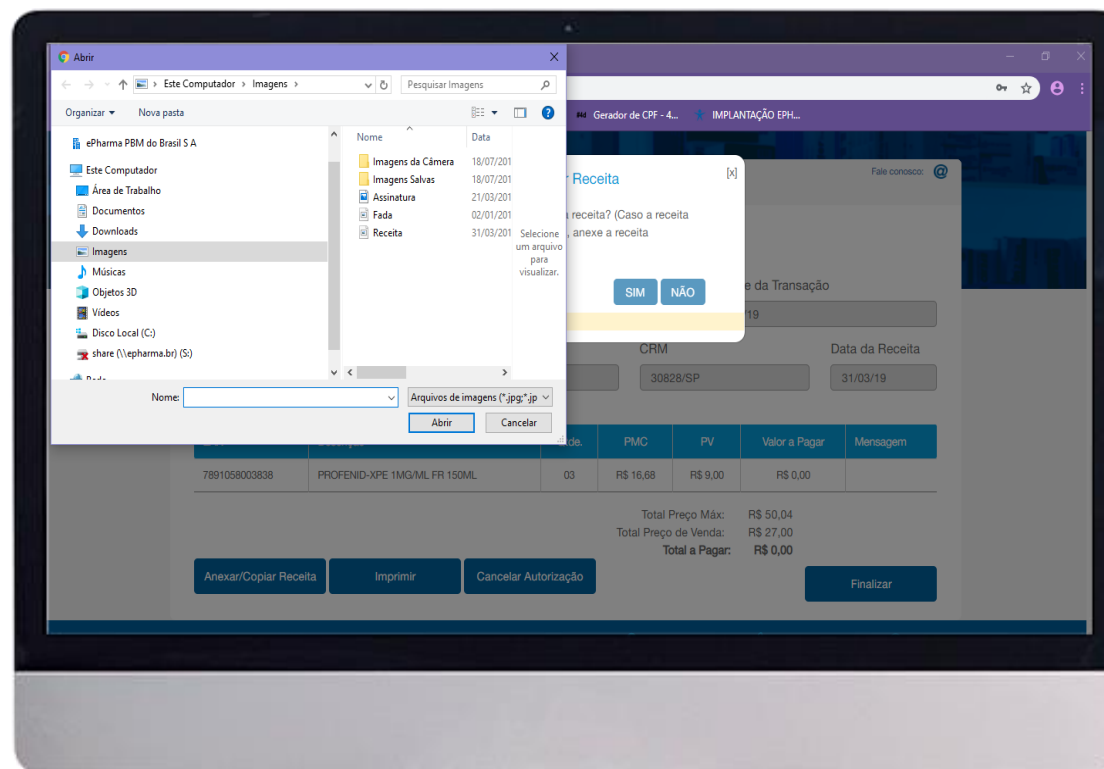 Abrir
Este Computador > Imagens >
Pesquisar Imagens
Organizar
Nova pasta
Gerador de CPF - 4...
IMPLANTAÇÃO EPH...
ePharma PBM do Brasil S A
Este Computador
Área de Trabalho
Documentos
Downloads
Imagens
Músicas
Objetos 3D
Vídeos
Disco Local (C:)
share (\\epharma.br) (S:)
Nome
Data
Imagens da Câmera 18/07/201
Imagens Salvas 18/07/201
Assinatura 21/03/201
Fada 02/01/201
Receita 31/03/201
Selecione
um arquivo
para
visualizar.
Nome:
Arquivos de imagens (*.jpg;*.jp
Abrir
Cancelar
Receita
[x]
receita? (Caso a receita
, anexe a receita
SIM
NÃO
Fale conosco: @
e da Transação
/19
CRM
Data da Receita
30828/SP
31/03/19
PMC
PV
Valor a Pagar
Mensagem
7891058003838 PROFENID-XPE 1MG/ML FR 150ML 03 R$ 16,68 R$ 9,00 R$ 0,00
Total Preço Máx: R$ 50,04
Total Preço de Venda: R$ 27,00
Total a Pagar: R$ 0,00
Anexar/Copiar Receita
Imprimir
Cancelar Autorização
Finalizar